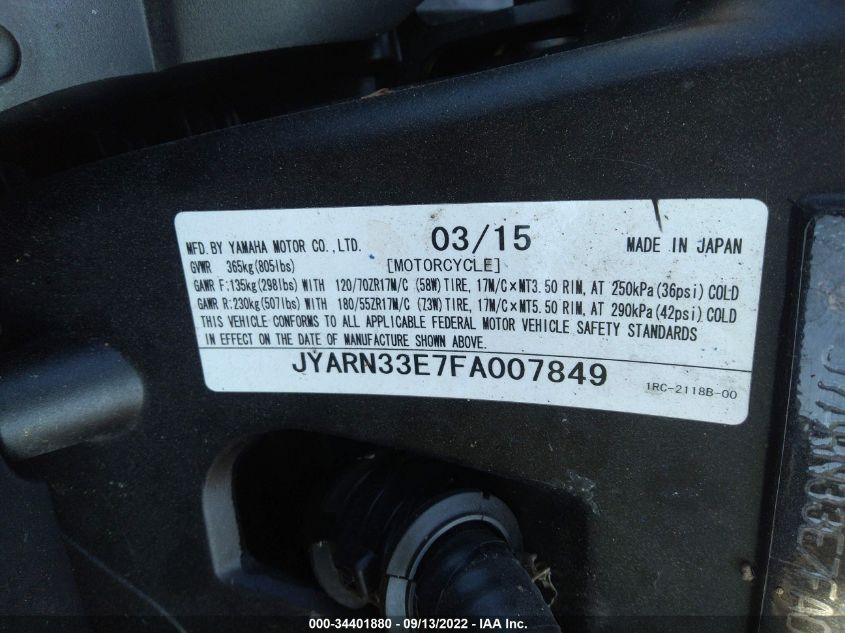 MFD. BY YAMAHA MOTOR CO., LTD. 03/15 MADE IN JAPAN
GVWR 365kg(805lbs) [MOTORCYCLE]
GAWR F:135kg(298lbs) WITH 120/70ZR17M/C (58W) TIRE, 17M/C×MT3.50 RIM, AT 250kPa(36psi) COLD
GAWR R:230kg(507lbs) WITH 180/55ZR17M/C (73W) TIRE, 17M/C×MT5.50 RIM, AT 290kPa(42psi) COLD
THIS VEHICLE CONFORMS TO ALL APPLICABLE FEDERAL MOTOR VEHICLE SAFETY STANDARDS
IN EFFECT ON THE DATE OF MANUFACTURE SHOWN ABOVE.
JYARN33E7FA007849 1RC-2118B-00
000-34401880 - 09/13/2022 - IAA Inc.